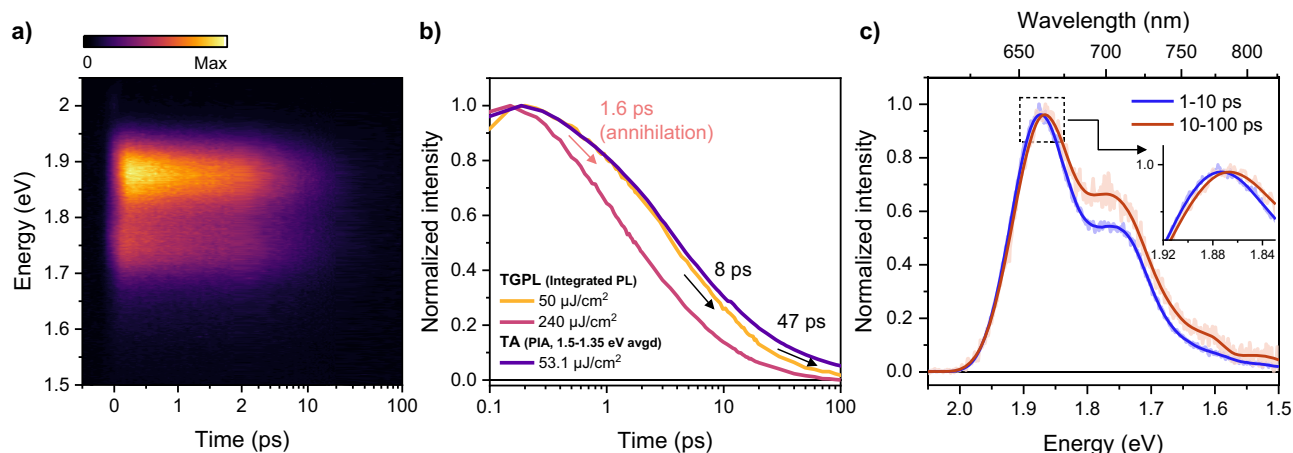 a)
0
Max
Energy (eV)
2
1.9
1.8
1.7
1.6
1.5
0
1
2
10
100
Time (ps)
b)
Normalized intensity
1.0
0.8
0.6
0.4
0.2
0.0
1.6 ps
(annihilation)
8 ps
47 ps
TGPL (Integrated PL)
50 μJ/cm²
240 μJ/cm²
TA (PIA, 1.5-1.35 eV avgd)
53.1 μJ/cm²
0.1
1
10
100
Time (ps)
c)
Wavelength (nm)
650
700
750
800
Normalized intensity
1.0
0.8
0.6
0.4
0.2
0.0
1-10 ps
10-100 ps
1.0
1.92
1.88
1.84
2.0
1.9
1.8
1.7
1.6
1.5
Energy (eV)